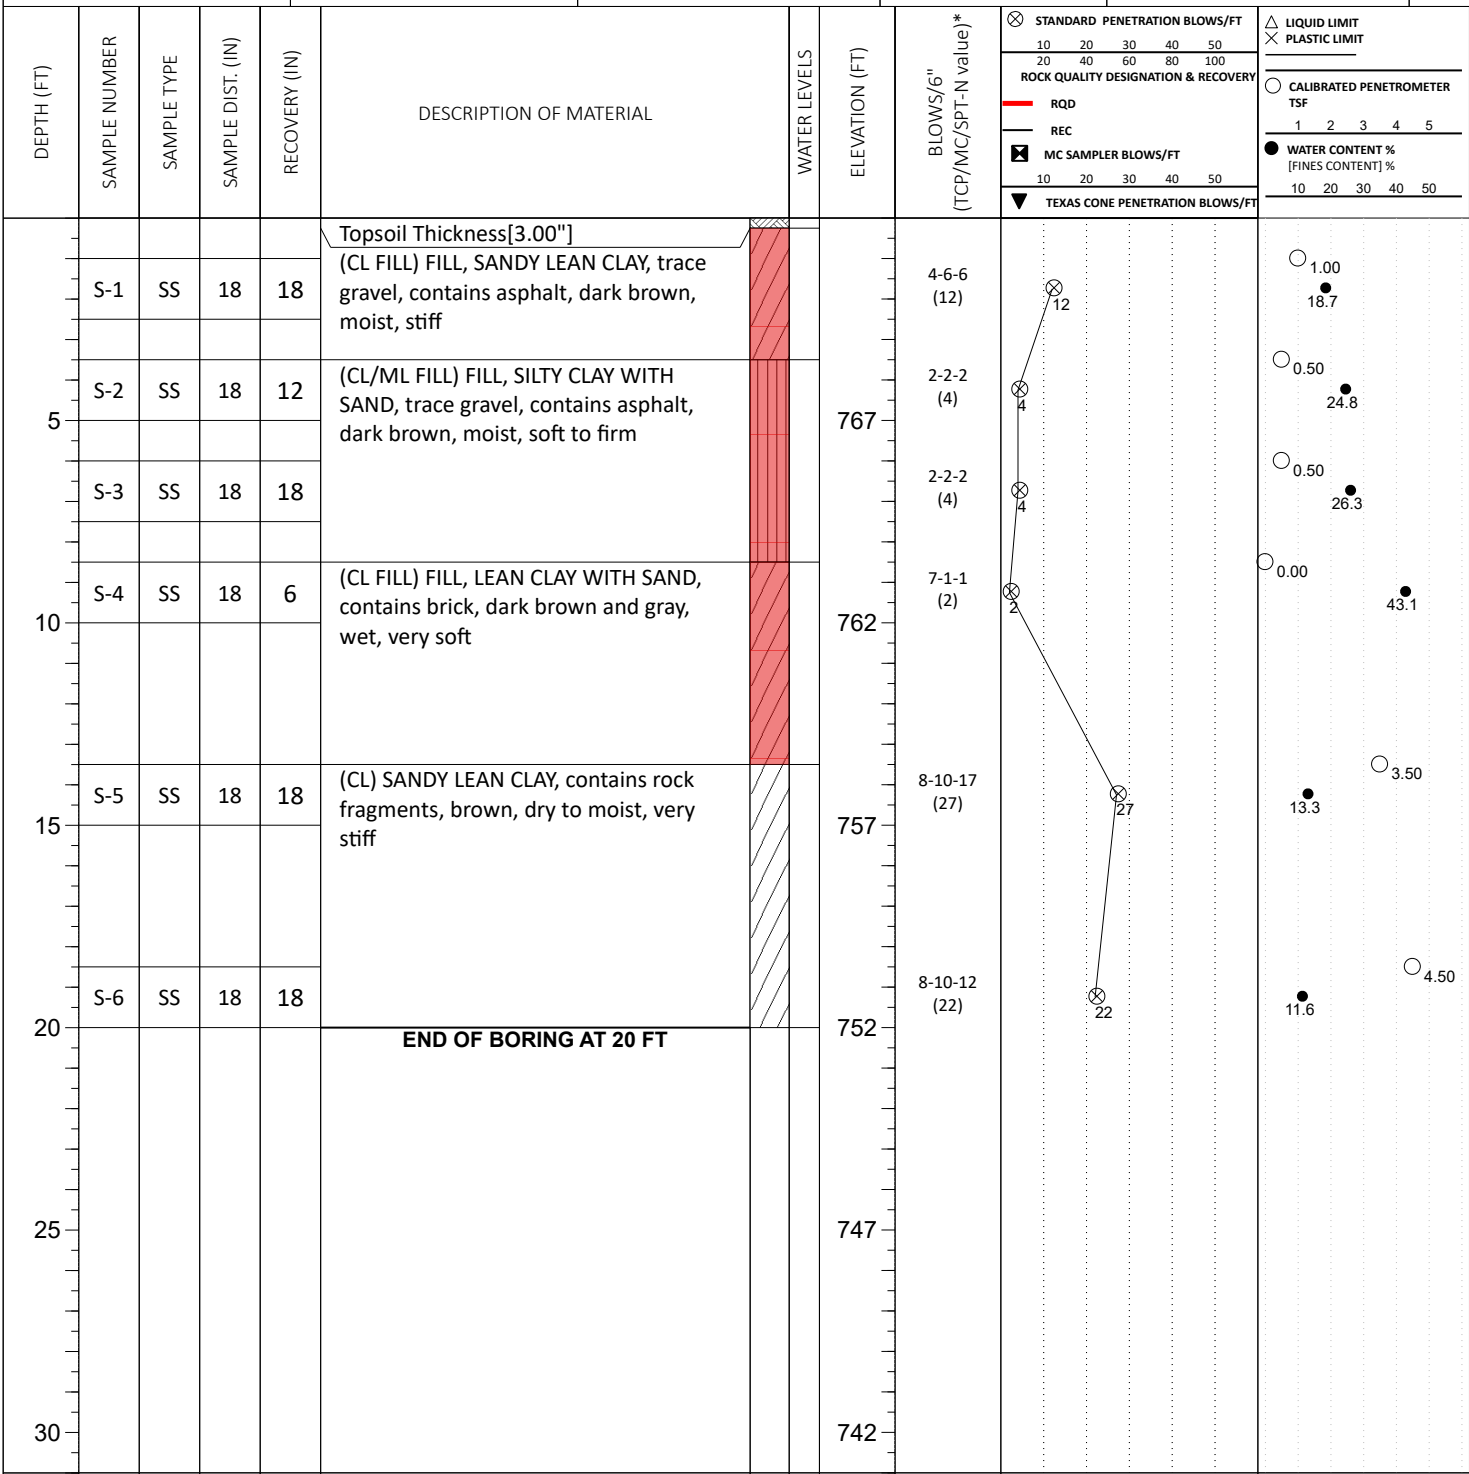 DEPTH (FT)
SAMPLE NUMBER
SAMPLE TYPE
SAMPLE DIST. (IN)
RECOVERY (IN)
DESCRIPTION OF MATERIAL
WATER LEVELS
ELEVATION (FT)
BLOWS/6"
(TCP/MC/SPT-N value)*
STANDARD PENETRATION BLOWS/FT
10 20 30 40 50
20 40 60 80 100
ROCK QUALITY DESIGNATION & RECOVERY
RQD
REC
MC SAMPLER BLOWS/FT
10 20 30 40 50
TEXAS CONE PENETRATION BLOWS/FT
LIQUID LIMIT
PLASTIC LIMIT
CALIBRATED PENETROMETER
TSF
1 2 3 4 5
WATER CONTENT %
[FINES CONTENT] %
10 20 30 40 50
Topsoil Thickness[3.00"]
S-1 SS 18 18
(CL FILL) FILL, SANDY LEAN CLAY, trace
gravel, contains asphalt, dark brown,
moist, stiff
4-6-6
(12)
12
1.00
18.7
S-2 SS 18 12
(CL/ML FILL) FILL, SILTY CLAY WITH
SAND, trace gravel, contains asphalt,
dark brown, moist, soft to firm
2-2-2
(4)
4
0.50
24.8
5
767
S-3 SS 18 18
2-2-2
(4)
4
0.50
26.3
S-4 SS 18 6
(CL FILL) FILL, LEAN CLAY WITH SAND,
contains brick, dark brown and gray,
wet, very soft
7-1-1
(2)
2
0.00
43.1
10
762
S-5 SS 18 18
(CL) SANDY LEAN CLAY, contains rock
fragments, brown, dry to moist, very
stiff
8-10-17
(27)
27
3.50
13.3
15
757
S-6 SS 18 18
8-10-12
(22)
22
4.50
11.6
20
752
END OF BORING AT 20 FT
25
747
30
742